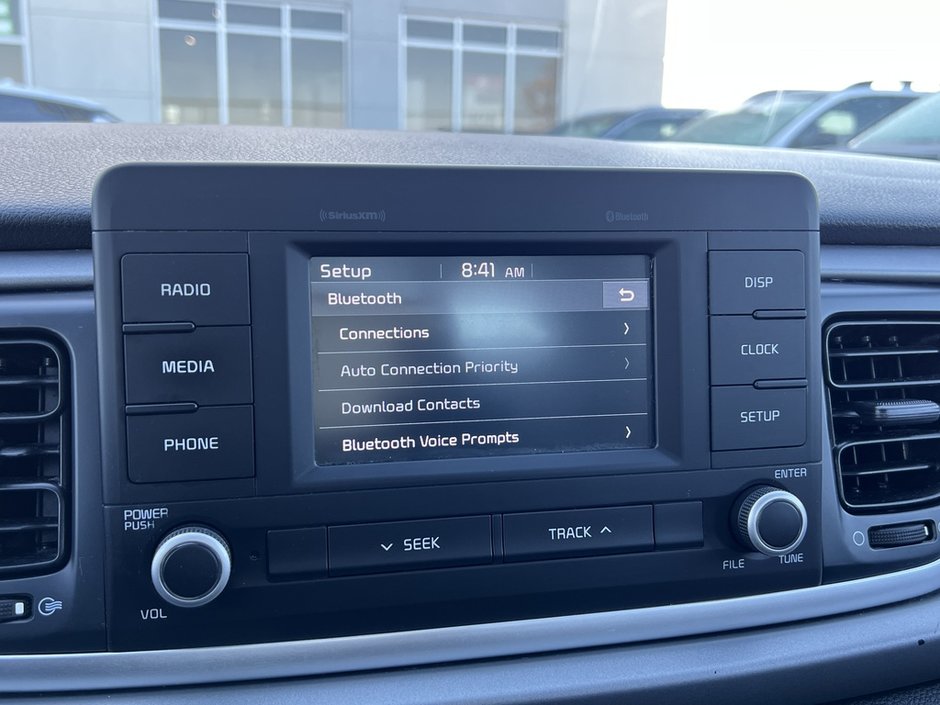 SiriusXM
Bluetooth
RADIO
MEDIA
PHONE
Setup 8:41 AM
Bluetooth
Connections
Auto Connection Priority
Download Contacts
Bluetooth Voice Prompts
DISP
CLOCK
SETUP
POWER
PUSH
VOL
SEEK
TRACK
ENTER
FILE
TUNE